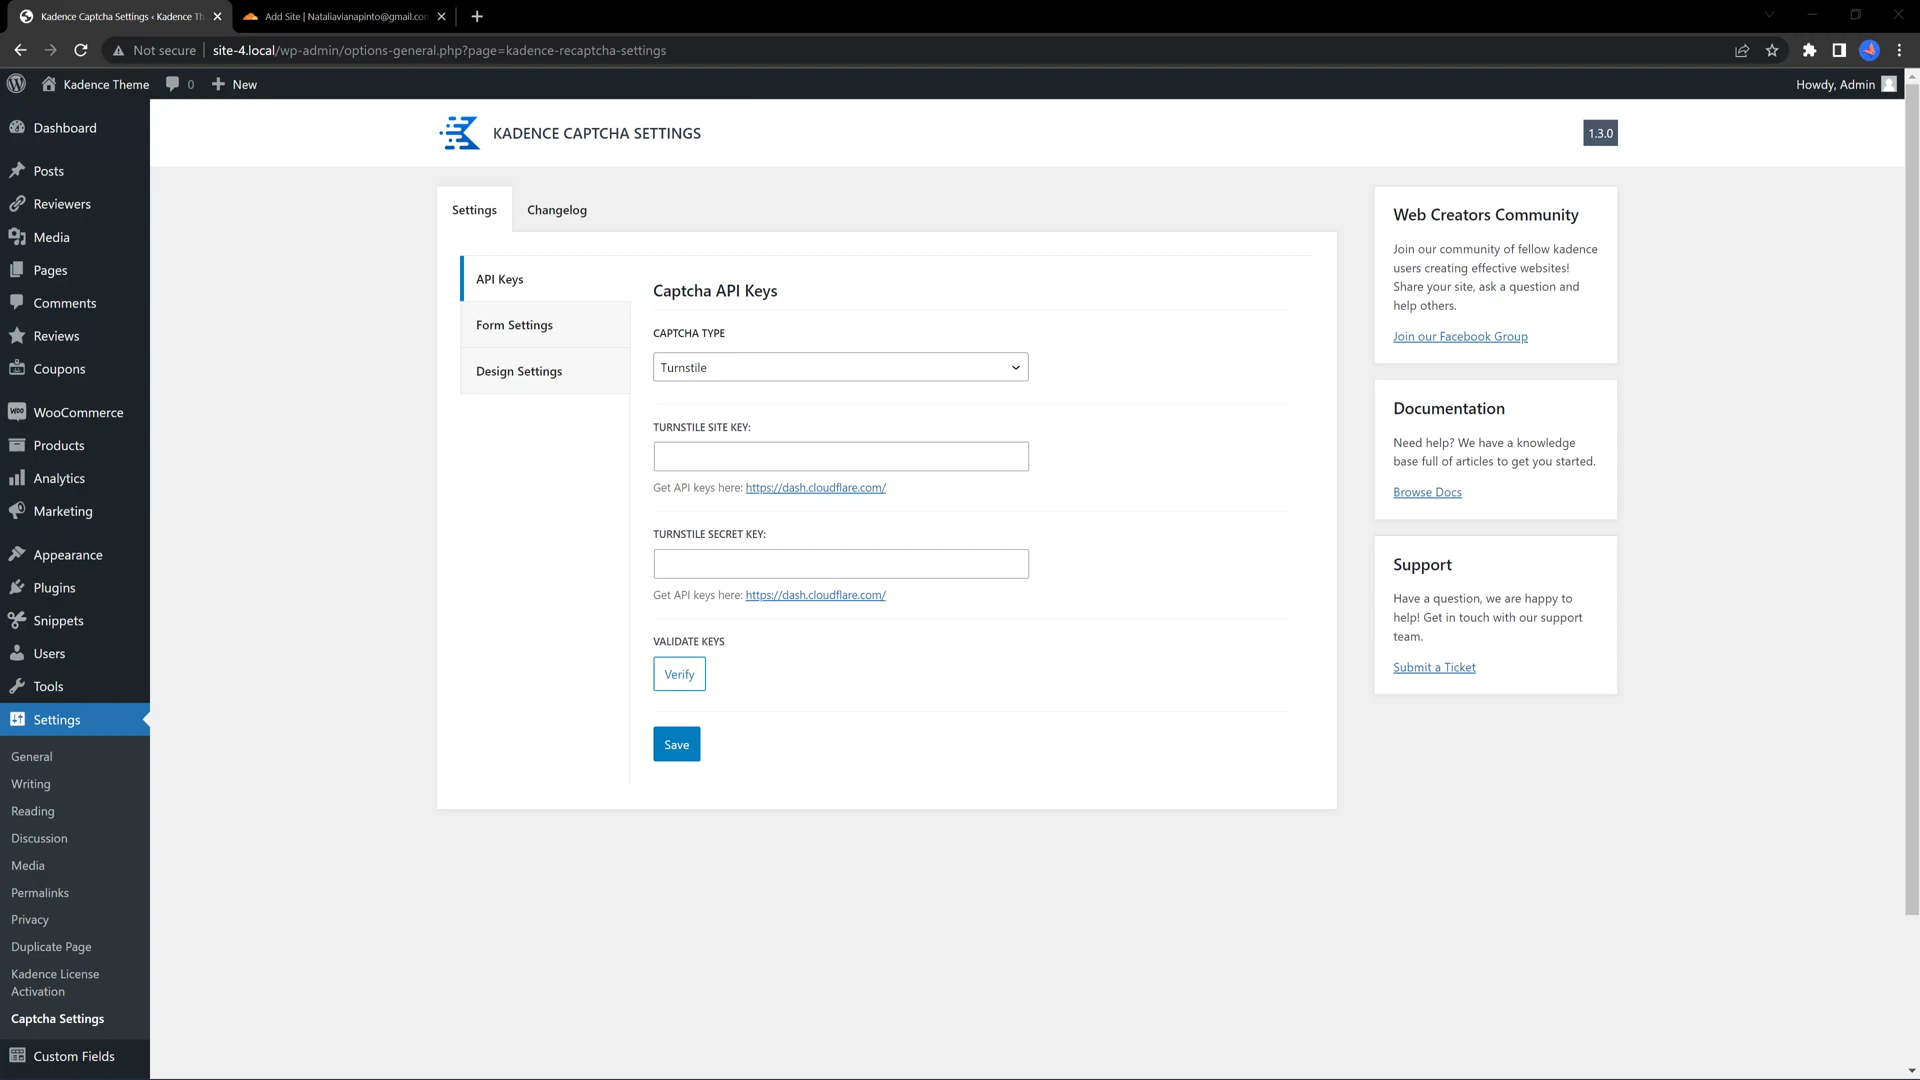 Kadence Captcha Settings ‹ Kadence Th
Add Site | Nataliavianapinto@gmail.con
Not secure
site-4.local/wp-admin/options-general.php?page=kadence-recaptcha-settings
Kadence Theme
0
New
Howdy, Admin
Dashboard
Posts
Reviewers
Media
Pages
Comments
Reviews
Coupons
WooCommerce
Products
Analytics
Marketing
Appearance
Plugins
Snippets
Users
Tools
Settings
General
Writing
Reading
Discussion
Media
Permalinks
Privacy
Duplicate Page
Kadence License
Activation
Captcha Settings
Custom Fields
KADENCE CAPTCHA SETTINGS
1.3.0
Settings
Changelog
API Keys
Form Settings
Design Settings
Captcha API Keys
CAPTCHA TYPE
Turnstile
TURNSTILE SITE KEY:
Get API keys here: https://dash.cloudflare.com/
TURNSTILE SECRET KEY:
Get API keys here: https://dash.cloudflare.com/
VALIDATE KEYS
Verify
Save
Web Creators Community
Join our community of fellow kadence
users creating effective websites!
Share your site, ask a question and
help others.
Join our Facebook Group
Documentation
Need help? We have a knowledge
base full of articles to get you started.
Browse Docs
Support
Have a question, we are happy to
help! Get in touch with our support
team.
Submit a Ticket